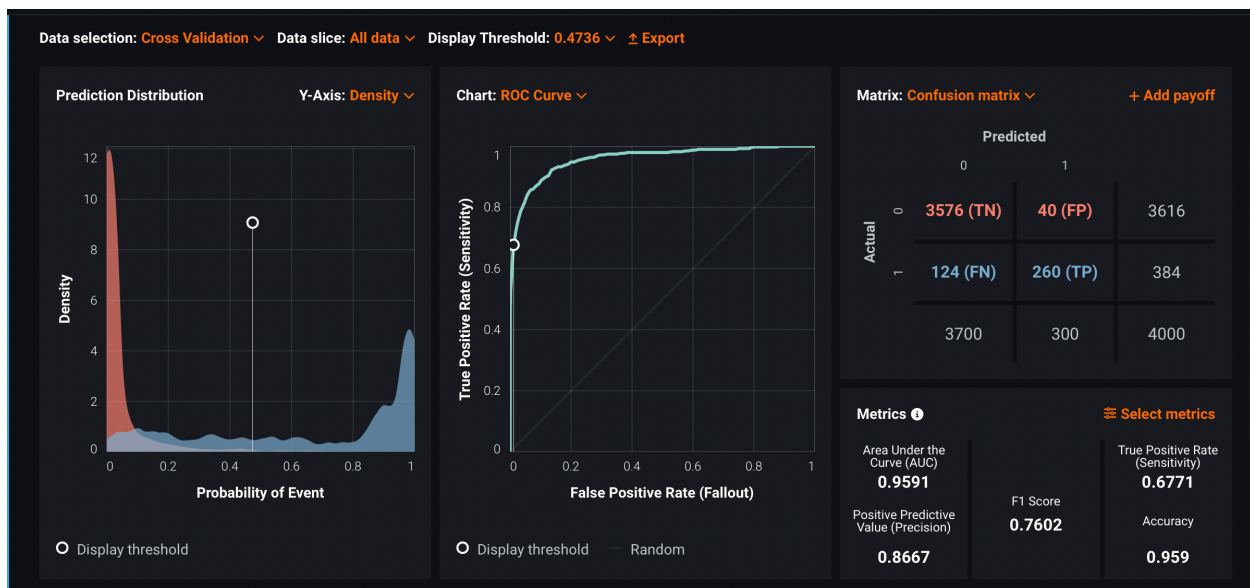 Data selection: Cross Validation Data slice: All data Display Threshold: 0.4736 Export
Prediction Distribution Y-Axis: Density
12
10
8
6
4
2
0
Density
0 0.2 0.4 0.6 0.8 1
Probability of Event
Display threshold
Chart: ROC Curve
1
0.8
0.6
0.4
0.2
0
True Positive Rate (Sensitivity)
0 0.2 0.4 0.6 0.8 1
False Positive Rate (Fallout)
Display threshold Random
Matrix: Confusion matrix + Add payoff
Predicted
0 1
Actual
0 3576 (TN) 40 (FP) 3616
1 124 (FN) 260 (TP) 384
3700 300 4000
Metrics i Select metrics
Area Under the
Curve (AUC)
0.9591
Positive Predictive
Value (Precision)
0.8667
F1 Score
0.7602
True Positive Rate
(Sensitivity)
0.6771
Accuracy
0.959